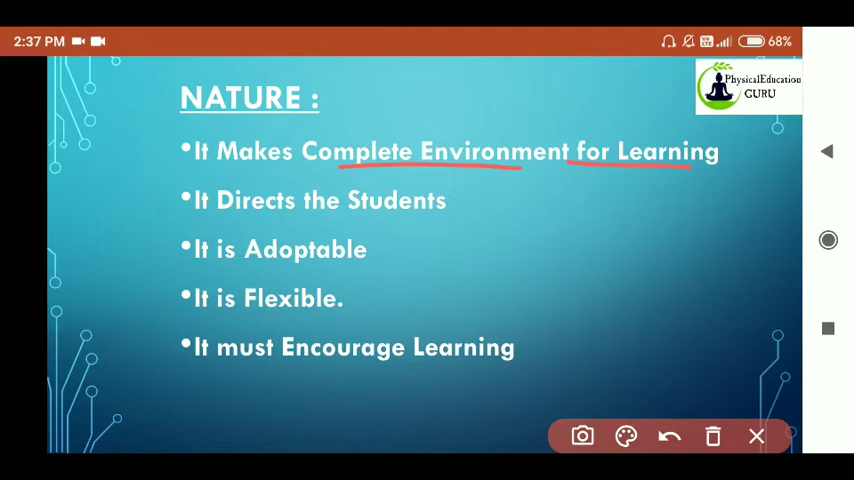 2:37 PM
68%
PhysicalEducation
GURU
NATURE :
•It Makes Complete Environment for Learning
•It Directs the Students
•It is Adoptable
•It is Flexible.
•It must Encourage Learning